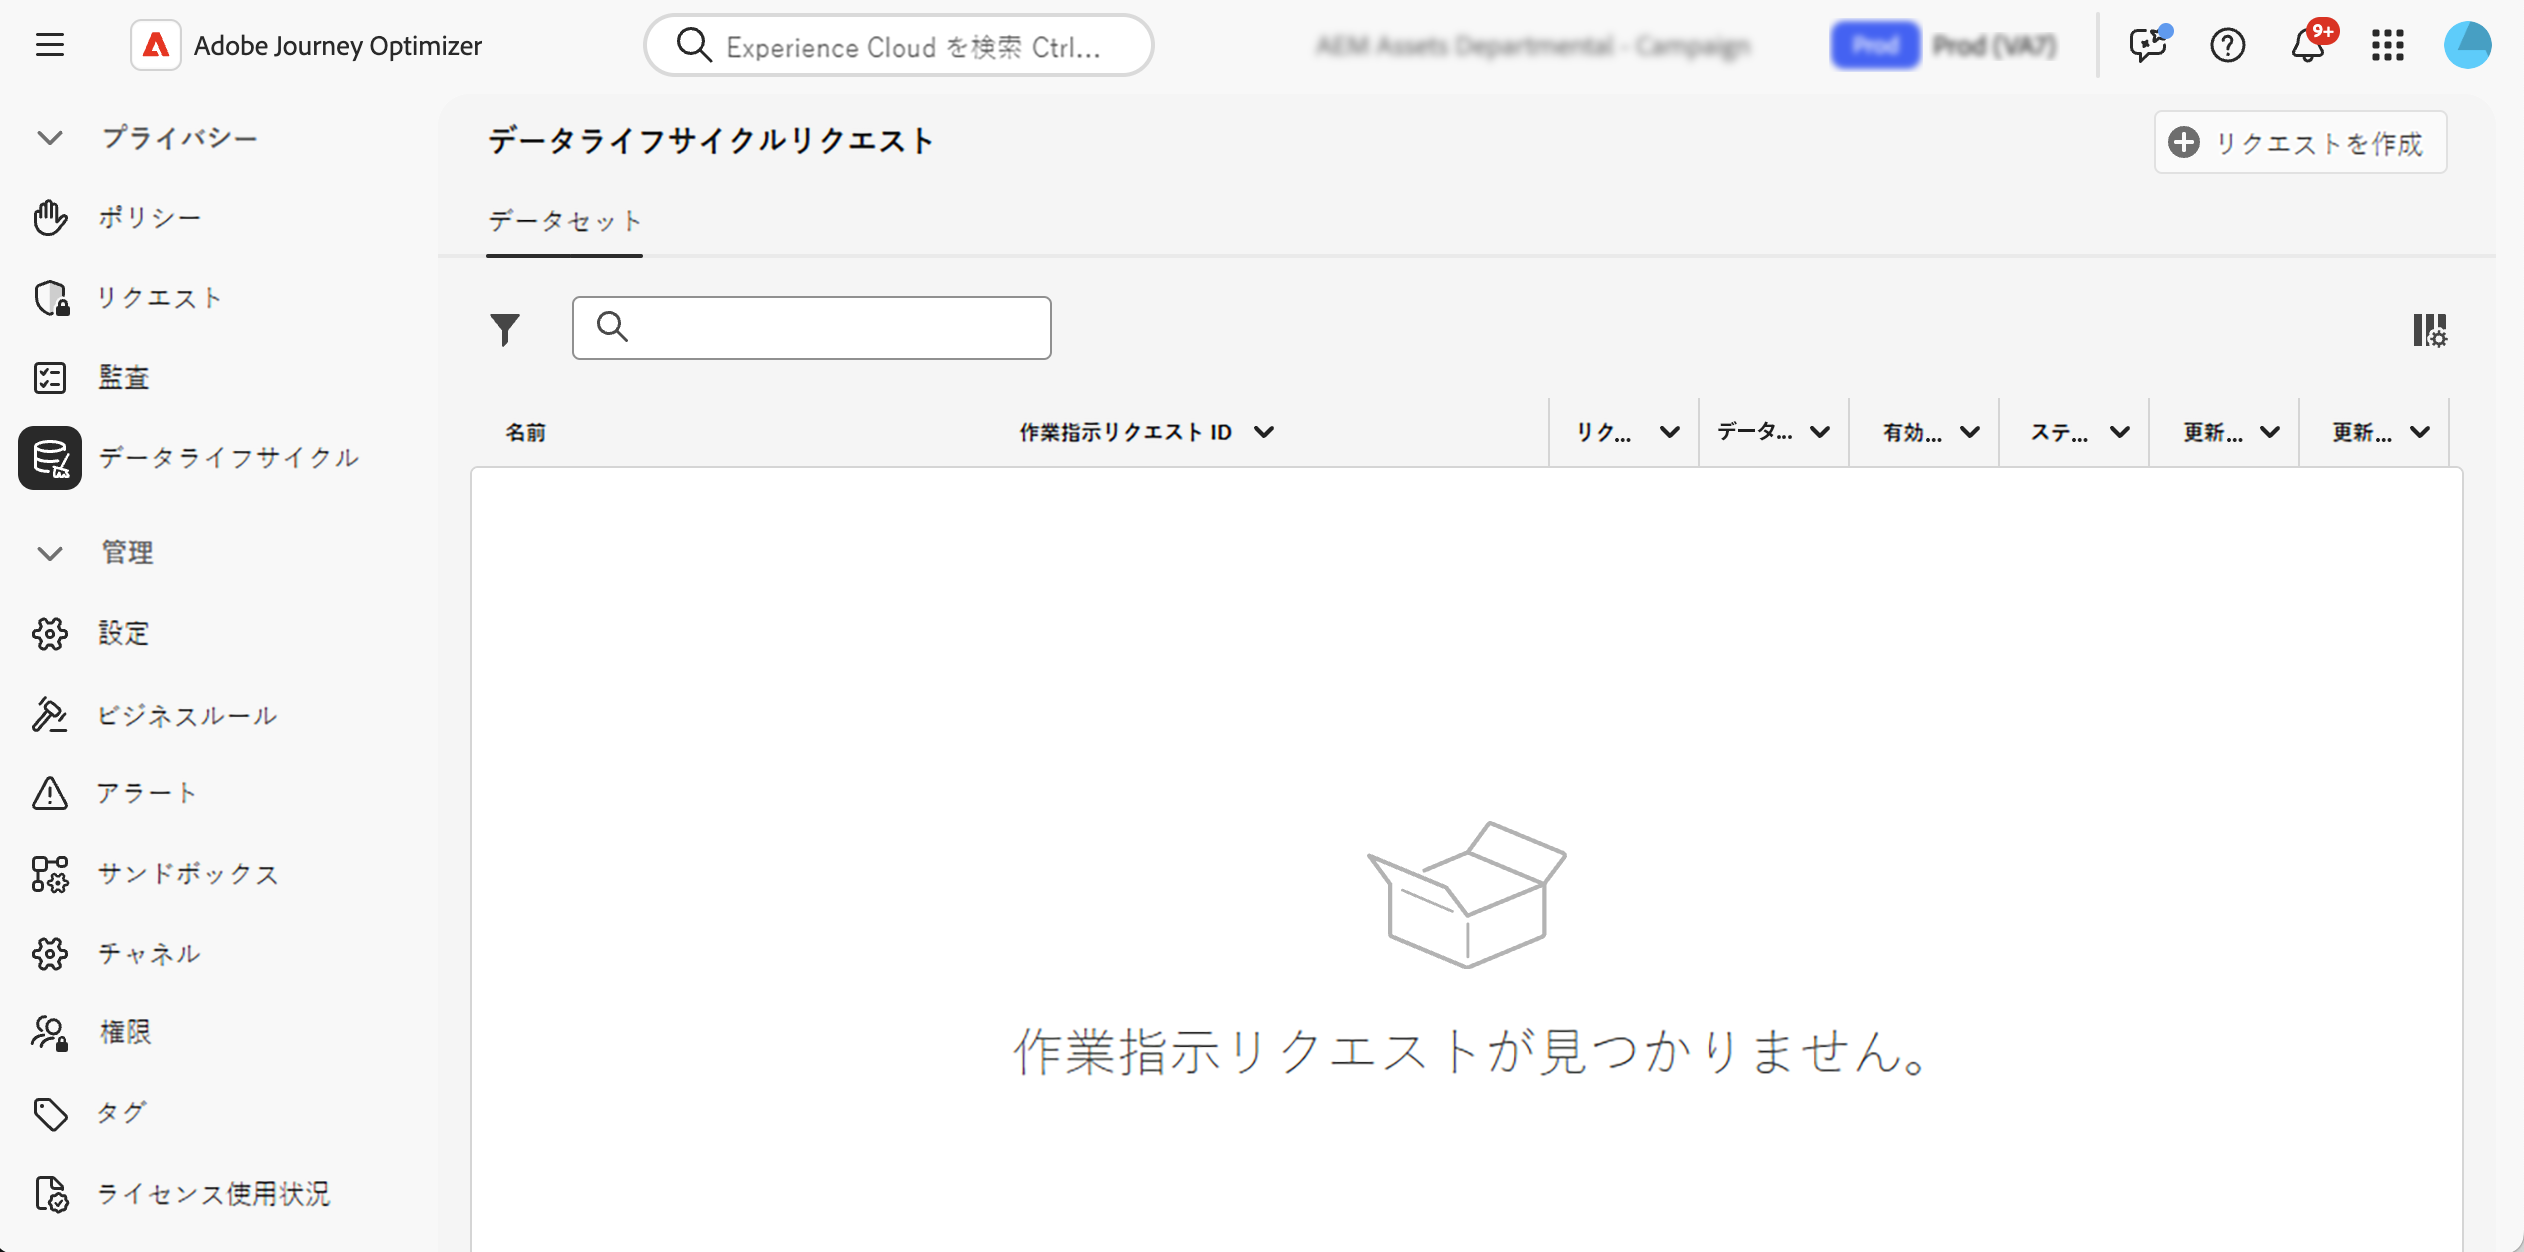 Adobe Journey Optimizer
Experience Cloud を検索 Ctrl...
AEM Assets Departmental - Campaign
Prod
Prod (VA7)
9+
プライバシー
ポリシー
リクエスト
監査
データライフサイクル
管理
設定
ビジネスルール
アラート
サンドボックス
チャネル
権限
タグ
ライセンス使用状況
データライフサイクルリクエスト
リクエストを作成
データセット
名前
作業指示リクエスト ID
リク...
データ...
有効...
ステ...
更新...
更新...
作業指示リクエストが見つかりません。